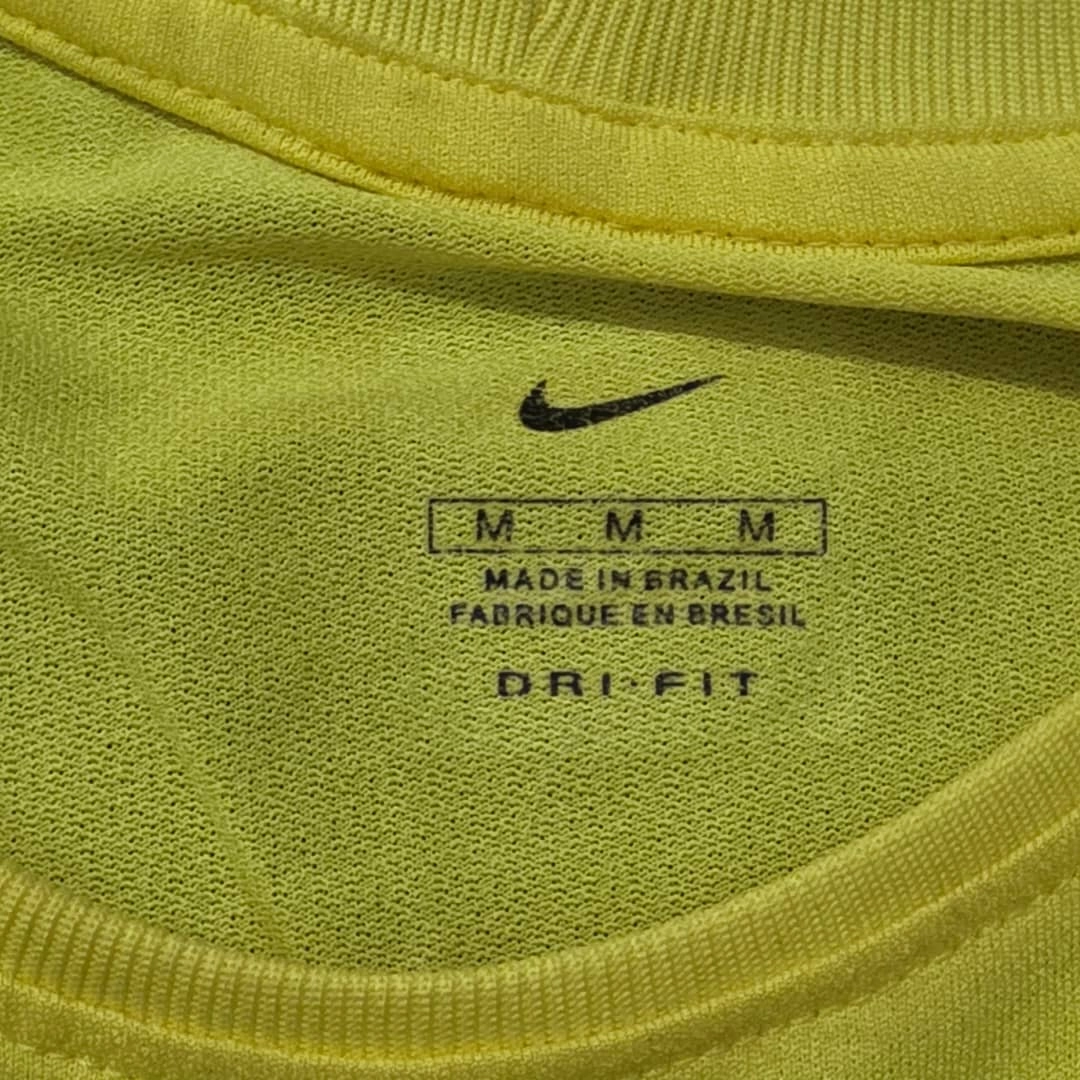 M M M
MADE IN BRAZIL
FABRIQUE EN BRESIL
DRI-FIT